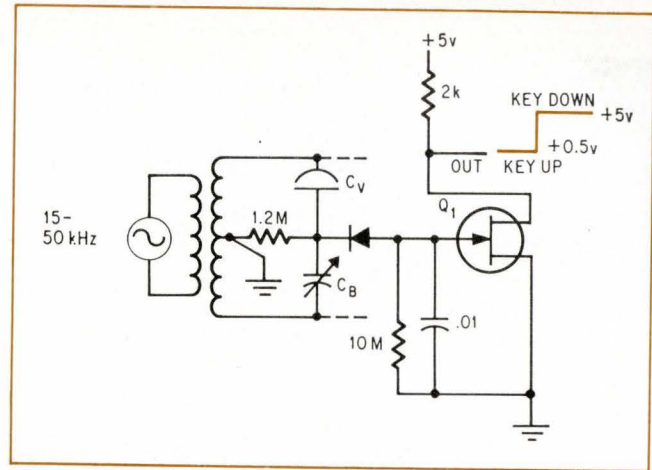 +5v
2k
KEY DOWN
+5v
+0.5v
OUT
KEY UP
Q1
CV
15-
50 kHz
1.2M
CB
10 M
.01